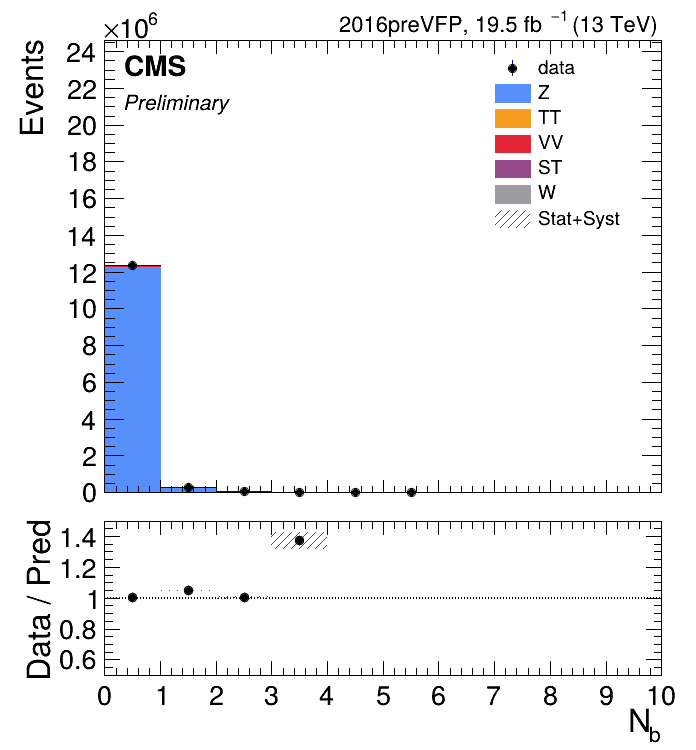 ×10⁶
2016preVFP, 19.5 fb⁻¹ (13 TeV)
Events
24
22
20
18
16
14
12
10
8
6
4
2
0
CMS
Preliminary
data
Z
TT
VV
ST
W
Stat+Syst
Data / Pred
1.4
1.2
1
0.8
0.6
0 1 2 3 4 5 6 7 8 9 10
N_b